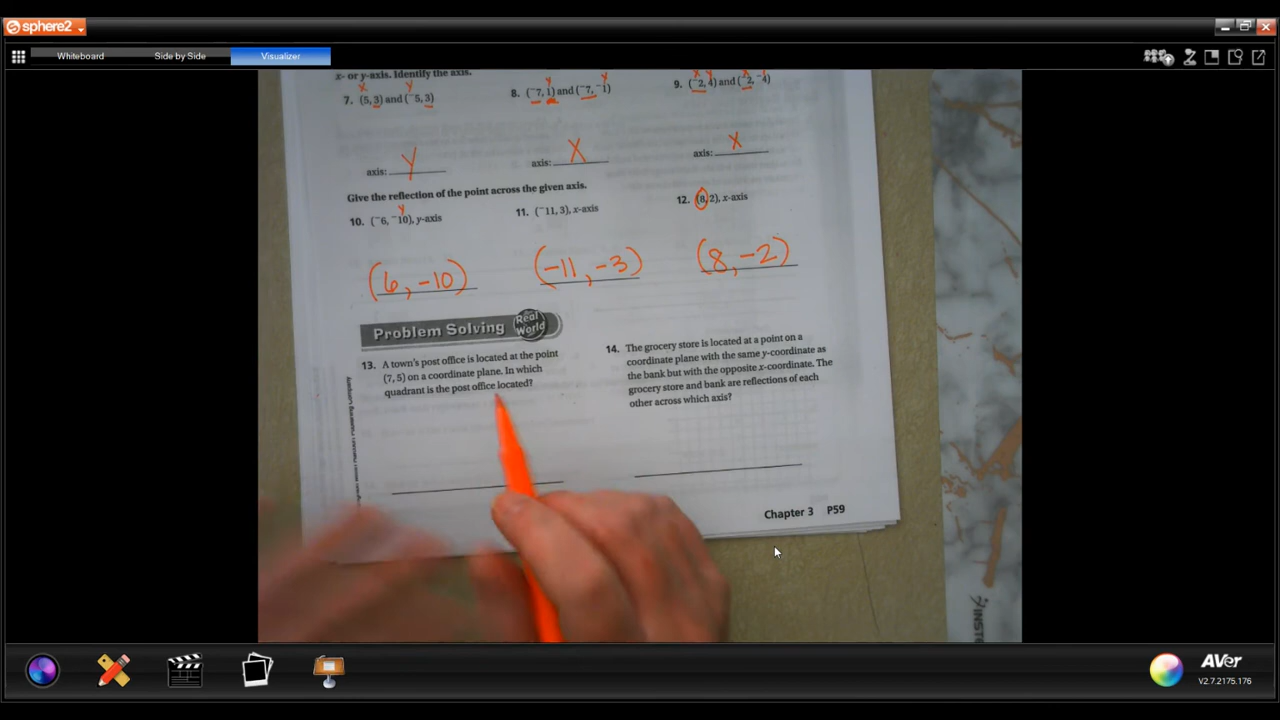 sphere2
Whiteboard Side by Side Visualizer
x- or y-axis. Identify the axis.
x y y y x y x y
7. (5, 3) and (⁻5, 3) 8. (⁻7, 1) and (⁻7, ⁻1) 9. (⁻2, 4) and (⁻2, ⁻4)
axis: y axis: X axis: X
Give the reflection of the point across the given axis.
y
10. (⁻6, ⁻10), y-axis 11. (⁻11, 3), x-axis 12. (8, 2), x-axis
(6, -10) (-11, -3) (8, -2)
Problem Solving Real World
13. A town's post office is located at the point
(7, 5) on a coordinate plane. In which
quadrant is the post office located?
14. The grocery store is located at a point on a
coordinate plane with the same y-coordinate as
the bank but with the opposite x-coordinate. The
grocery store and bank are reflections of each
other across which axis?
Chapter 3 P59
AVer
V2.7.2175.176